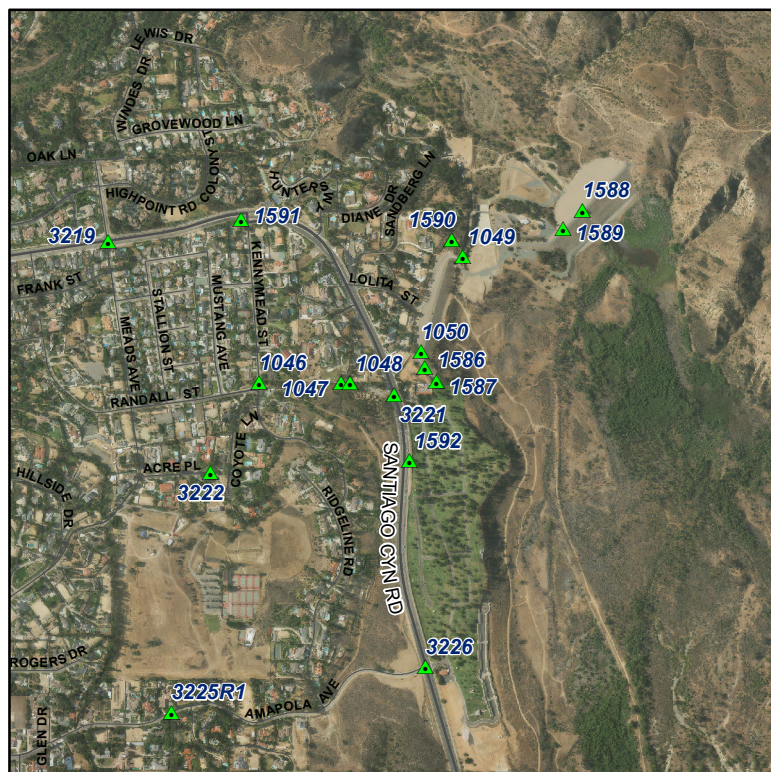 LEWIS DR
WINDES DR
GROVEWOOD LN
COLONY ST
OAK LN
HIGHPOINT RD
HUNTERS WY
DIANE DR
SANDBERG LN
1588
1589
1590
1049
1591
3219
FRANK ST
KENNYMEAD ST
LOLITA ST
MEADS AVE
STALLION ST
MUSTANG AVE
1050
1586
1587
1046
1047
1048
3221
RANDALL ST
COYOTE LN
1592
ACRE PL
3222
HILLSIDE DR
RIDGELINE RD
SANTIAGO CYN RD
3226
ROGERS DR
3225R1
AMAPOLA AVE
GLEN DR